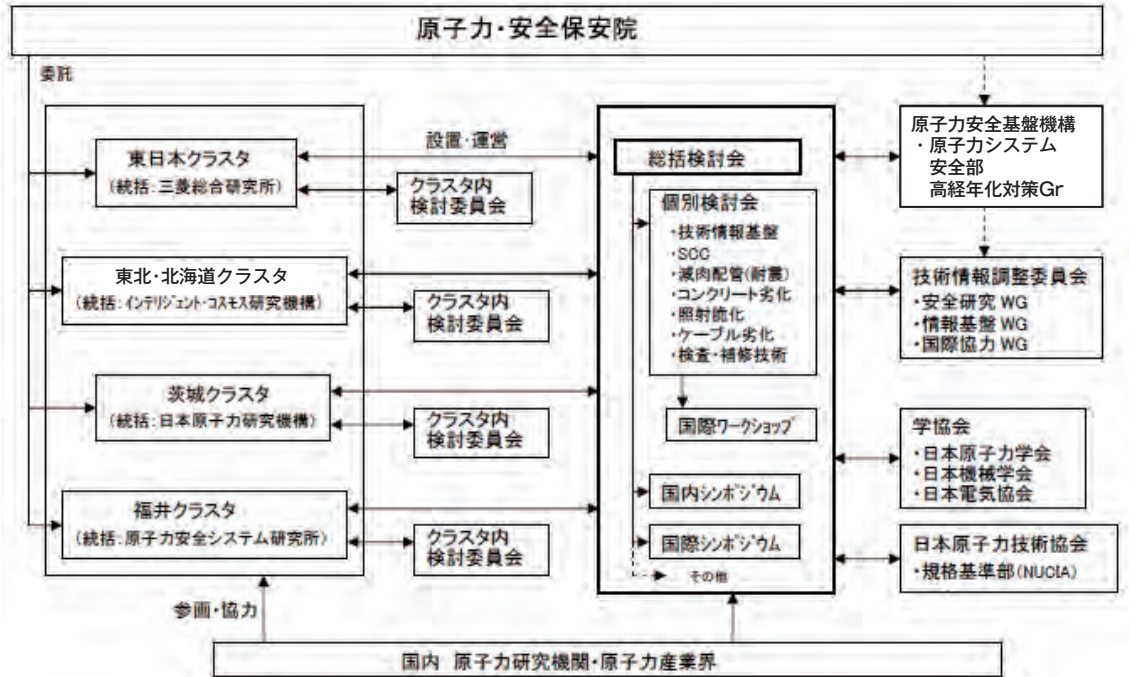 原子力・安全保安院
委託
東日本クラスタ
(統括:三菱総合研究所)
設置・運営
クラスタ内
検討委員会
東北・北海道クラスタ
(統括:インテリジェント・コスモス研究機構)
クラスタ内
検討委員会
茨城クラスタ
(統括:日本原子力研究機構)
クラスタ内
検討委員会
福井クラスタ
(統括:原子力安全システム研究所)
クラスタ内
検討委員会
参画・協力
総括検討会
個別検討会
・技術情報基盤
・SCC
・減肉配管(耐震)
・コンクリート劣化
・照射脆化
・ケーブル劣化
・検査・補修技術
国際ワークショップ
国内シンポジウム
国際シンポジウム
その他
原子力安全基盤機構
・原子力システム
安全部
高経年化対策Gr
技術情報調整委員会
・安全研究 WG
・情報基盤 WG
・国際協力 WG
学協会
・日本原子力学会
・日本機械学会
・日本電気協会
日本原子力技術協会
・規格基準部(NUCIA)
国内 原子力研究機関・原子力産業界